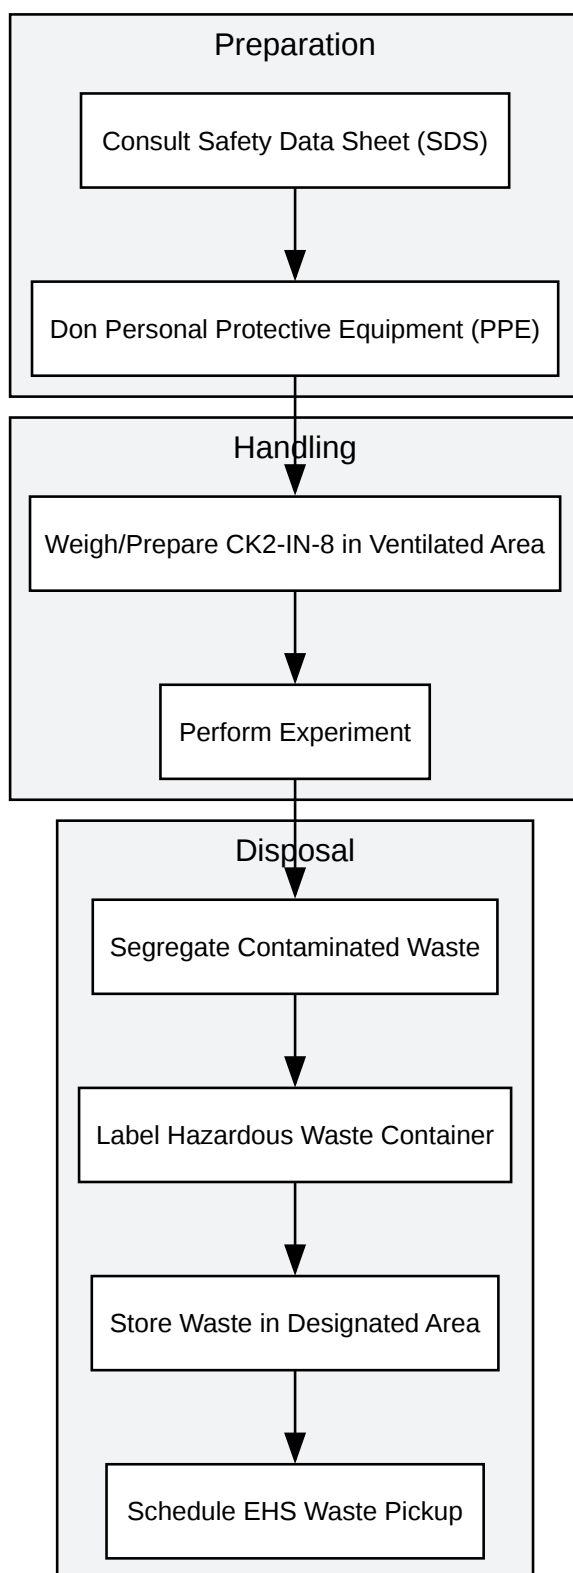 Preparation
Consult Safety Data Sheet (SDS)
Don Personal Protective Equipment (PPE)
Handling
Weigh/Prepare CK2-IN-8 in Ventilated Area
Perform Experiment
Disposal
Segregate Contaminated Waste
Label Hazardous Waste Container
Store Waste in Designated Area
Schedule EHS Waste Pickup